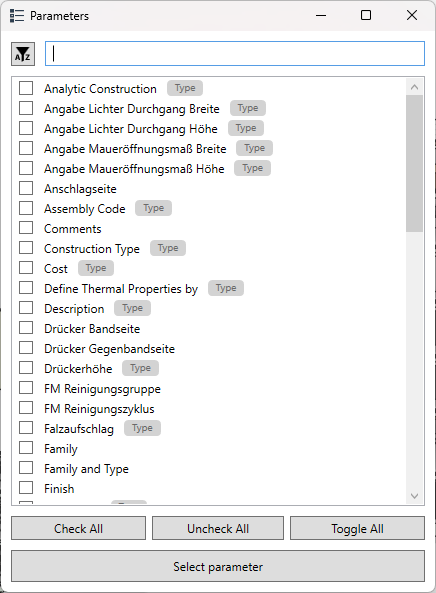 Parameters
A Z
Analytic Construction Type
Angabe Lichter Durchgang Breite Type
Angabe Lichter Durchgang Höhe Type
Angabe Maueröffnungsmaß Breite Type
Angabe Maueröffnungsmaß Höhe Type
Anschlagseite
Assembly Code Type
Comments
Construction Type Type
Cost Type
Define Thermal Properties by Type
Description Type
Drücker Bandseite
Drücker Gegenbandseite
Drückerhöhe Type
FM Reinigungsgruppe
FM Reinigungszyklus
Falzaufschlag Type
Family
Family and Type
Finish
Check All Uncheck All Toggle All
Select parameter